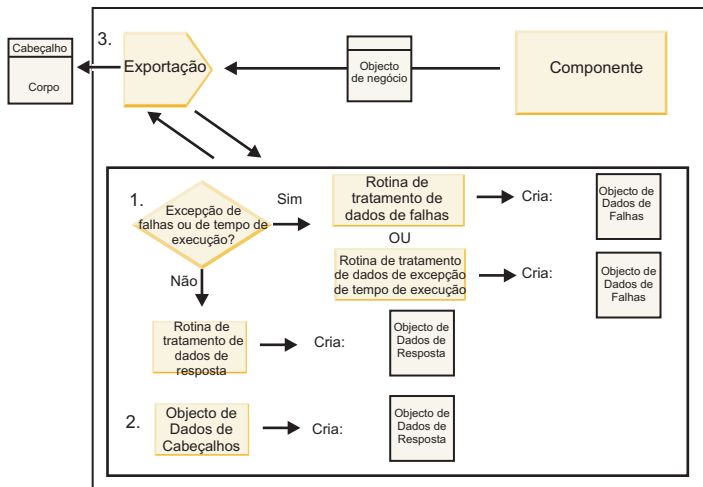 Cabeçalho
Corpo
3.
Exportação
Objecto
de negócio
Componente
1.
Excepção de
falhas ou de tempo de
execução?
Sim
Rotina de
tratamento de
dados de falhas
Cria:
Objecto de
Dados de
Falhas
OU
Rotina de tratamento
de dados de excepção
de tempo de execução
Cria:
Objecto de
Dados de
Falhas
Não
Rotina de
tratamento de
dados de
resposta
Cria:
Objecto de
Dados de
Resposta
2.
Objecto de
Dados de
Cabeçalhos
Cria:
Objecto de
Dados de
Resposta